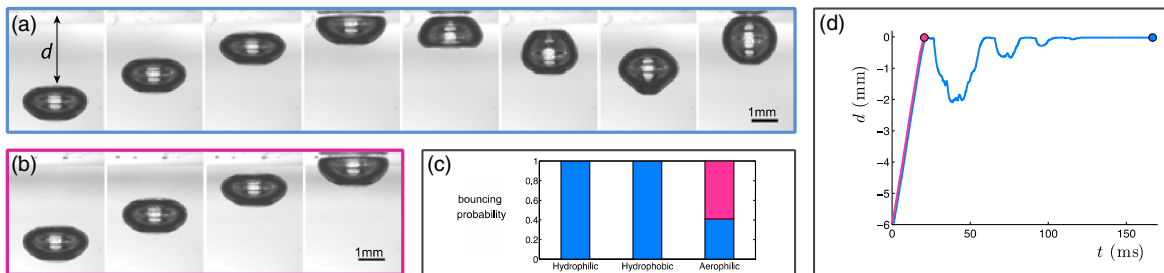 (a)
d
1mm
(b)
1mm
(c)
bouncing
probability
1
0.8
0.6
0.4
0.2
0
Hydrophilic Hydrophobic Aerophilic
(d)
d (mm)
0
−1
−2
−3
−4
−5
−6
0 50 100 150
t (ms)